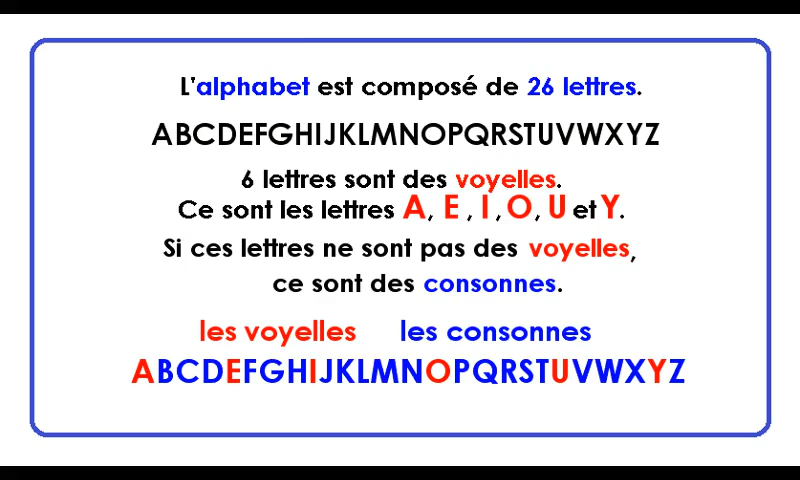 L'alphabet est composé de 26 lettres.
ABCDEFGHIJKLMNOPQRSTUVWXYZ
6 lettres sont des voyelles.
Ce sont les lettres A, E , I , O, U et Y.
Si ces lettres ne sont pas des voyelles,
ce sont des consonnes.
les voyelles les consonnes
ABCDEFGHIJKLMNOPQRSTUVWXYZ